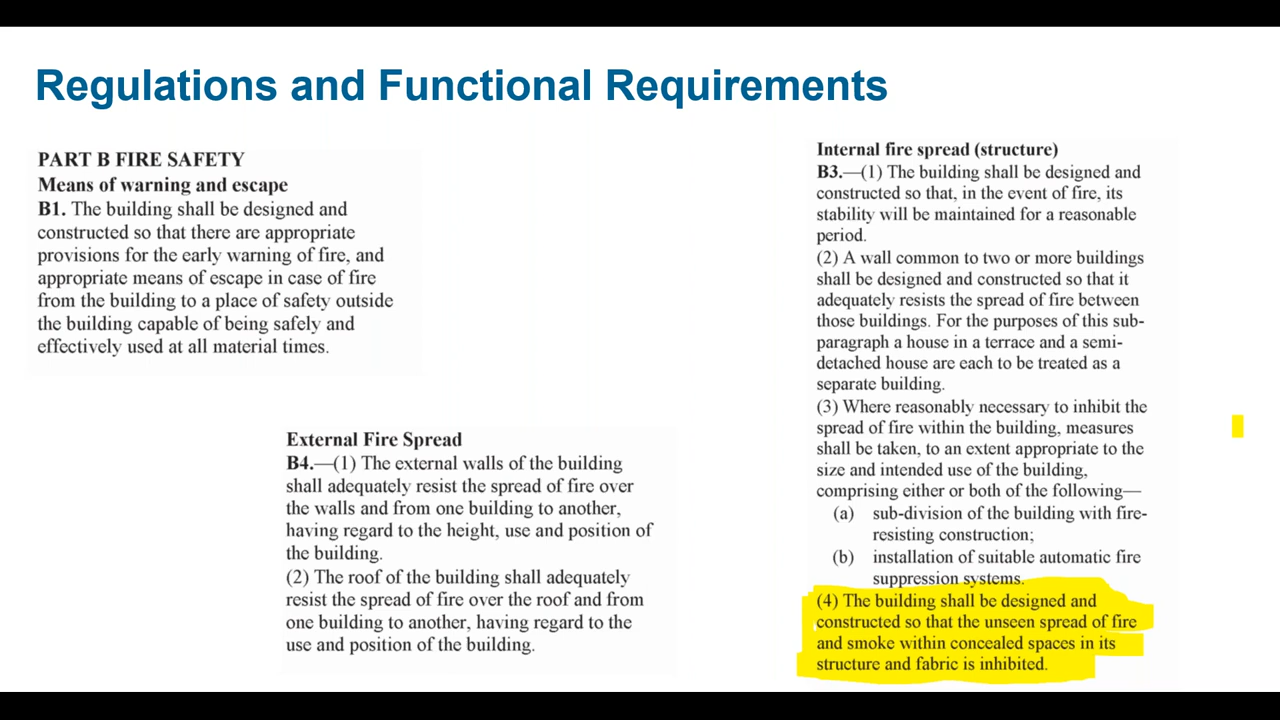 Regulations and Functional Requirements
PART B FIRE SAFETY
Means of warning and escape
B1. The building shall be designed and
constructed so that there are appropriate
provisions for the early warning of fire, and
appropriate means of escape in case of fire
from the building to a place of safety outside
the building capable of being safely and
effectively used at all material times.
External Fire Spread
B4.—(1) The external walls of the building
shall adequately resist the spread of fire over
the walls and from one building to another,
having regard to the height, use and position of
the building.
(2) The roof of the building shall adequately
resist the spread of fire over the roof and from
one building to another, having regard to the
use and position of the building.
Internal fire spread (structure)
B3.—(1) The building shall be designed and
constructed so that, in the event of fire, its
stability will be maintained for a reasonable
period.
(2) A wall common to two or more buildings
shall be designed and constructed so that it
adequately resists the spread of fire between
those buildings. For the purposes of this sub-
paragraph a house in a terrace and a semi-
detached house are each to be treated as a
separate building.
(3) Where reasonably necessary to inhibit the
spread of fire within the building, measures
shall be taken, to an extent appropriate to the
size and intended use of the building,
comprising either or both of the following—
(a) sub-division of the building with fire-
resisting construction;
(b) installation of suitable automatic fire
suppression systems.
(4) The building shall be designed and
constructed so that the unseen spread of fire
and smoke within concealed spaces in its
structure and fabric is inhibited.